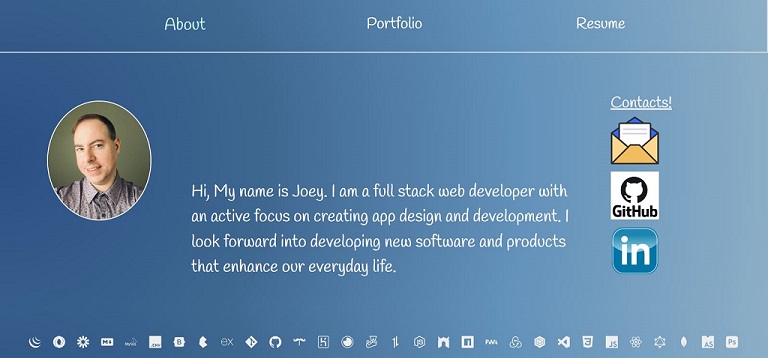 About
Portfolio
Resume
Contacts!
GitHub
in
Hi, My name is Joey. I am a full stack web developer with
an active focus on creating app design and development. I
look forward into developing new software and products
that enhance our everyday life.
ex
PWA
JS
Ps